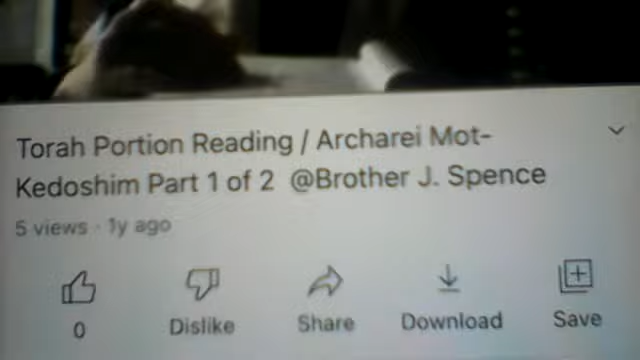 Torah Portion Reading / Archarei Mot-
Kedoshim Part 1 of 2 @Brother J. Spence
5 views · 1y ago
0 Dislike Share Download Save